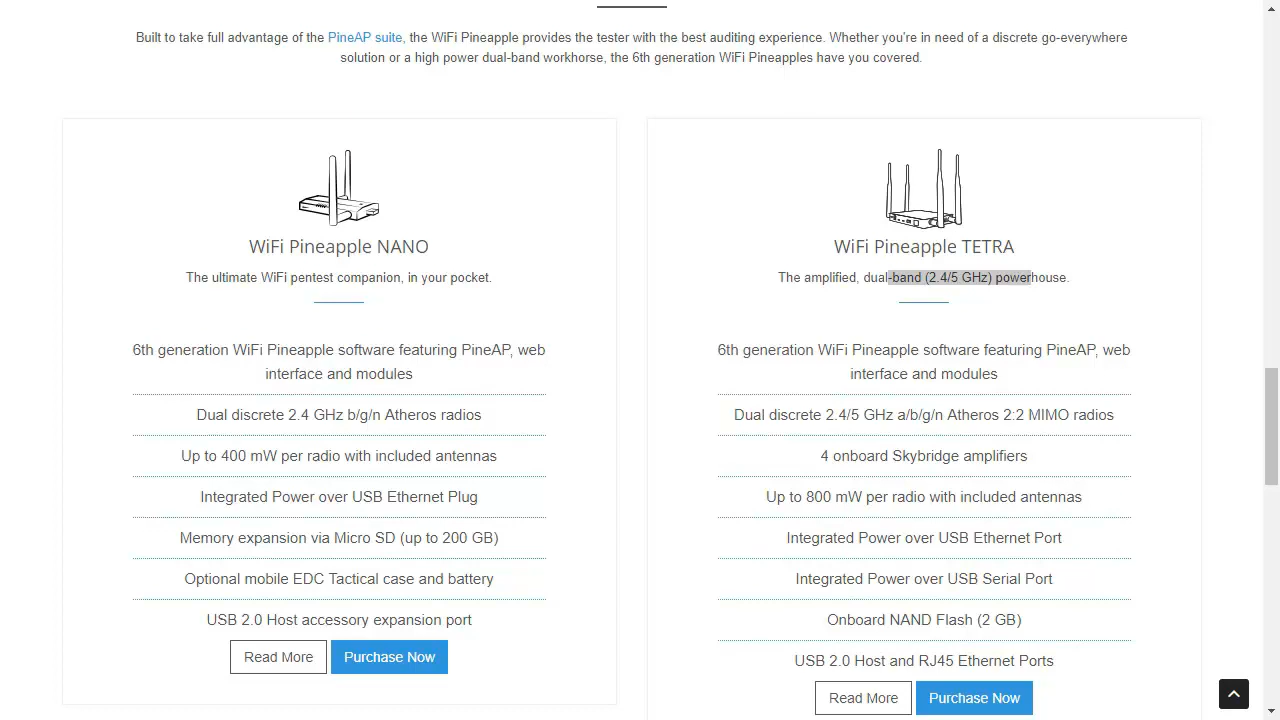 Built to take full advantage of the PineAP suite, the WiFi Pineapple provides the tester with the best auditing experience. Whether you're in need of a discrete go-everywhere
solution or a high power dual-band workhorse, the 6th generation WiFi Pineapples have you covered.
WiFi Pineapple NANO
The ultimate WiFi pentest companion, in your pocket.
6th generation WiFi Pineapple software featuring PineAP, web
interface and modules
Dual discrete 2.4 GHz b/g/n Atheros radios
Up to 400 mW per radio with included antennas
Integrated Power over USB Ethernet Plug
Memory expansion via Micro SD (up to 200 GB)
Optional mobile EDC Tactical case and battery
USB 2.0 Host accessory expansion port
Read More
Purchase Now
WiFi Pineapple TETRA
The amplified, dual-band (2.4/5 GHz) powerhouse.
6th generation WiFi Pineapple software featuring PineAP, web
interface and modules
Dual discrete 2.4/5 GHz a/b/g/n Atheros 2:2 MIMO radios
4 onboard Skybridge amplifiers
Up to 800 mW per radio with included antennas
Integrated Power over USB Ethernet Port
Integrated Power over USB Serial Port
Onboard NAND Flash (2 GB)
USB 2.0 Host and RJ45 Ethernet Ports
Read More
Purchase Now